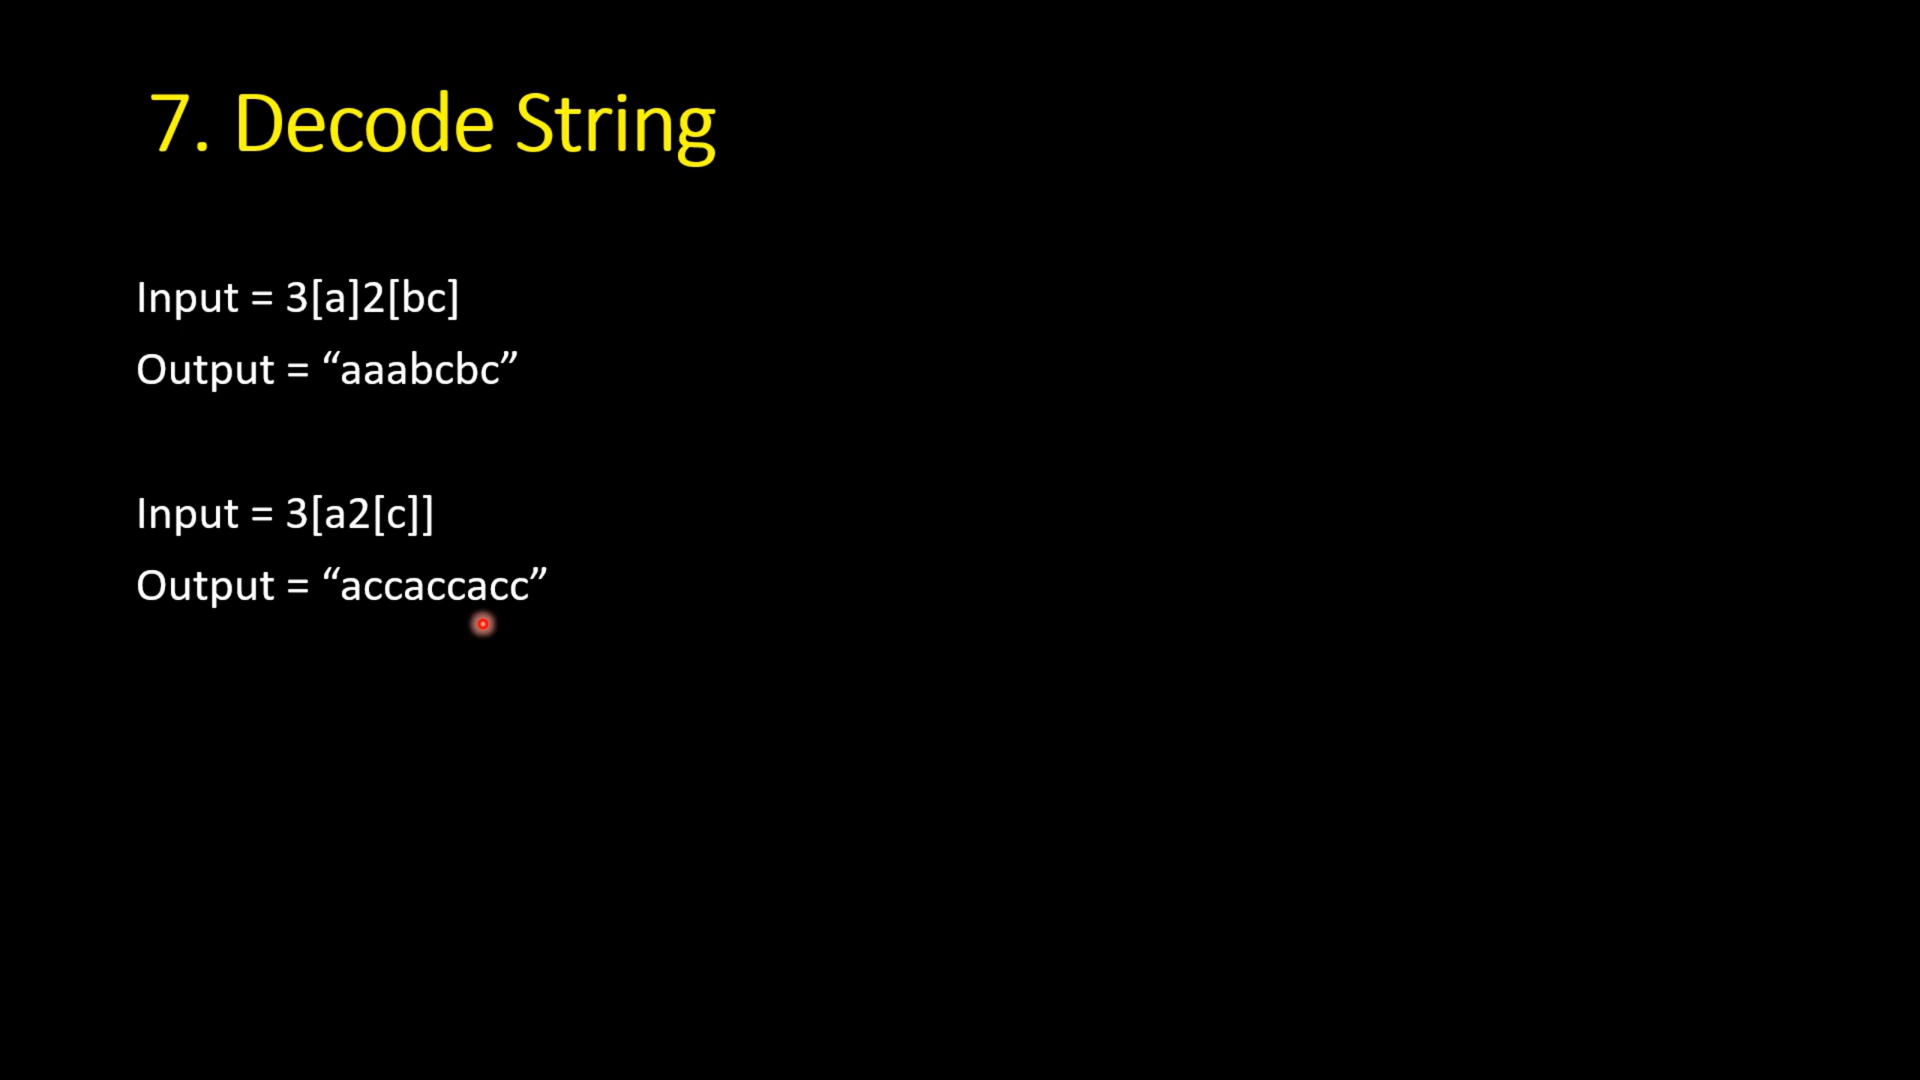 7. Decode String
Input = 3[a]2[bc]
Output = “aaabcbc”
Input = 3[a2[c]]
Output = “accaccacc”